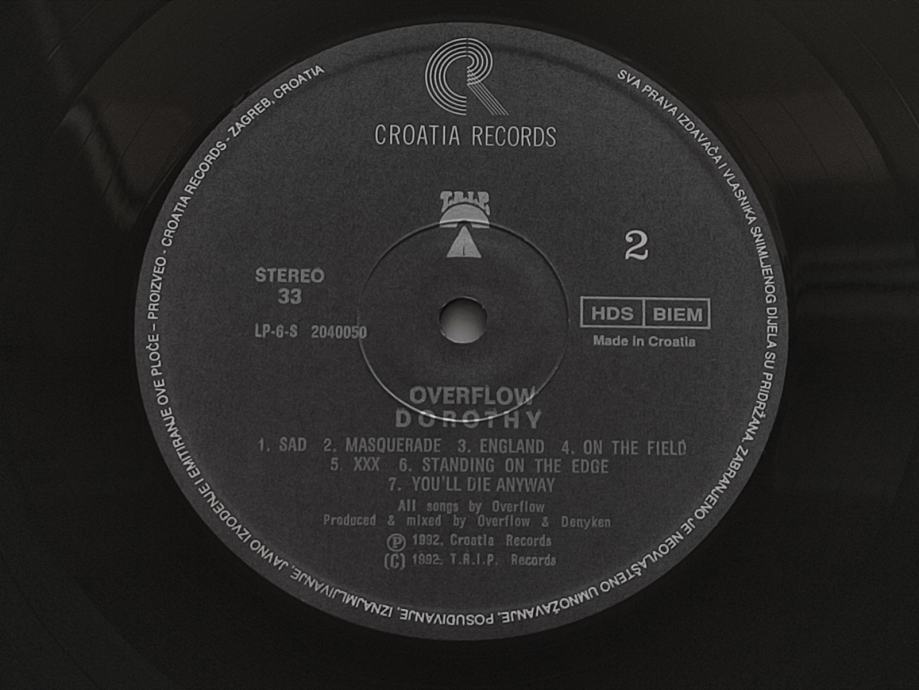 CROATIA RECORDS
T.R.I.P.
2
STEREO
33
HDS BIEM
LP-6-S 2040050
Made in Croatia
OVERFLOW
DOROTHY
1. SAD 2. MASQUERADE 3. ENGLAND 4. ON THE FIELD
5. XXX 6. STANDING ON THE EDGE
7. YOU'LL DIE ANYWAY
All songs by Overflow
Produced & mixed by Overflow & Denyken
Ⓟ 1992. Croatia Records
(C) 1992. T.R.I.P. Records
SVA PRAVA IZDAVAČA I VLASNIKA SNIMLJENOG DIJELA SU PRIDRŽANA. ZABRANJENO JE NEOVLAŠTENO UMNOŽAVANJE, POSUĐIVANJE, IZNAJMLJIVANJE, JAVNO IZVOĐENJE I EMITIRANJE OVE PLOČE – PROIZVEO - CROATIA RECORDS - ZAGREB, CROATIA